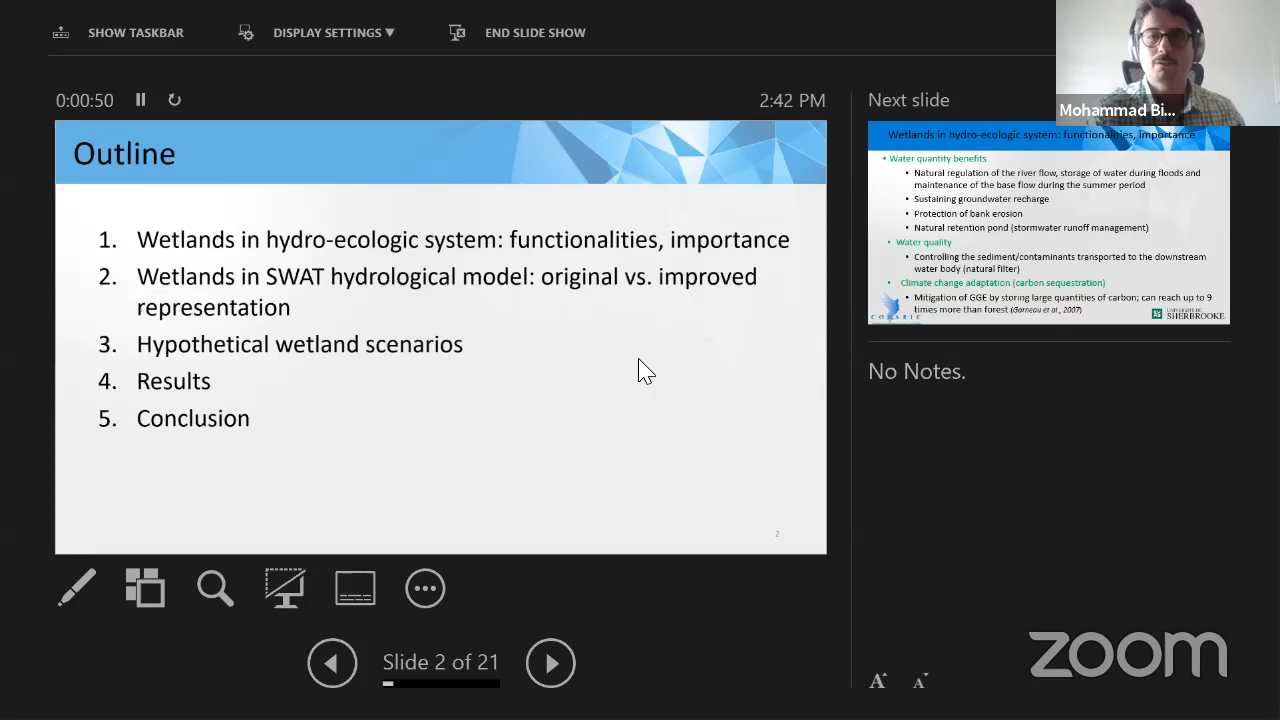 SHOW TASKBAR
DISPLAY SETTINGS ▼
END SLIDE SHOW
0:00:50
2:42 PM
Outline
1. Wetlands in hydro-ecologic system: functionalities, importance
2. Wetlands in SWAT hydrological model: original vs. improved
representation
3. Hypothetical wetland scenarios
4. Results
5. Conclusion
2
Slide 2 of 21
Next slide
Mohammad Bi...
Wetlands in hydro-ecologic system: functionalities, importance
• Water quantity benefits
• Natural regulation of the river flow, storage of water during floods and
maintenance of the base flow during the summer period
• Sustaining groundwater recharge
• Protection of bank erosion
• Natural retention pond (stormwater runoff management)
• Water quality
• Controlling the sediment/contaminants transported to the downstream
water body (natural filter)
• Climate change adaptation (carbon sequestration)
• Mitigation of GGE by storing large quantities of carbon; can reach up to 9
times more than forest (Garneau et al., 2007)
UNIVERSITÉ DE
SHERBROOKE
No Notes.
A A
zoom